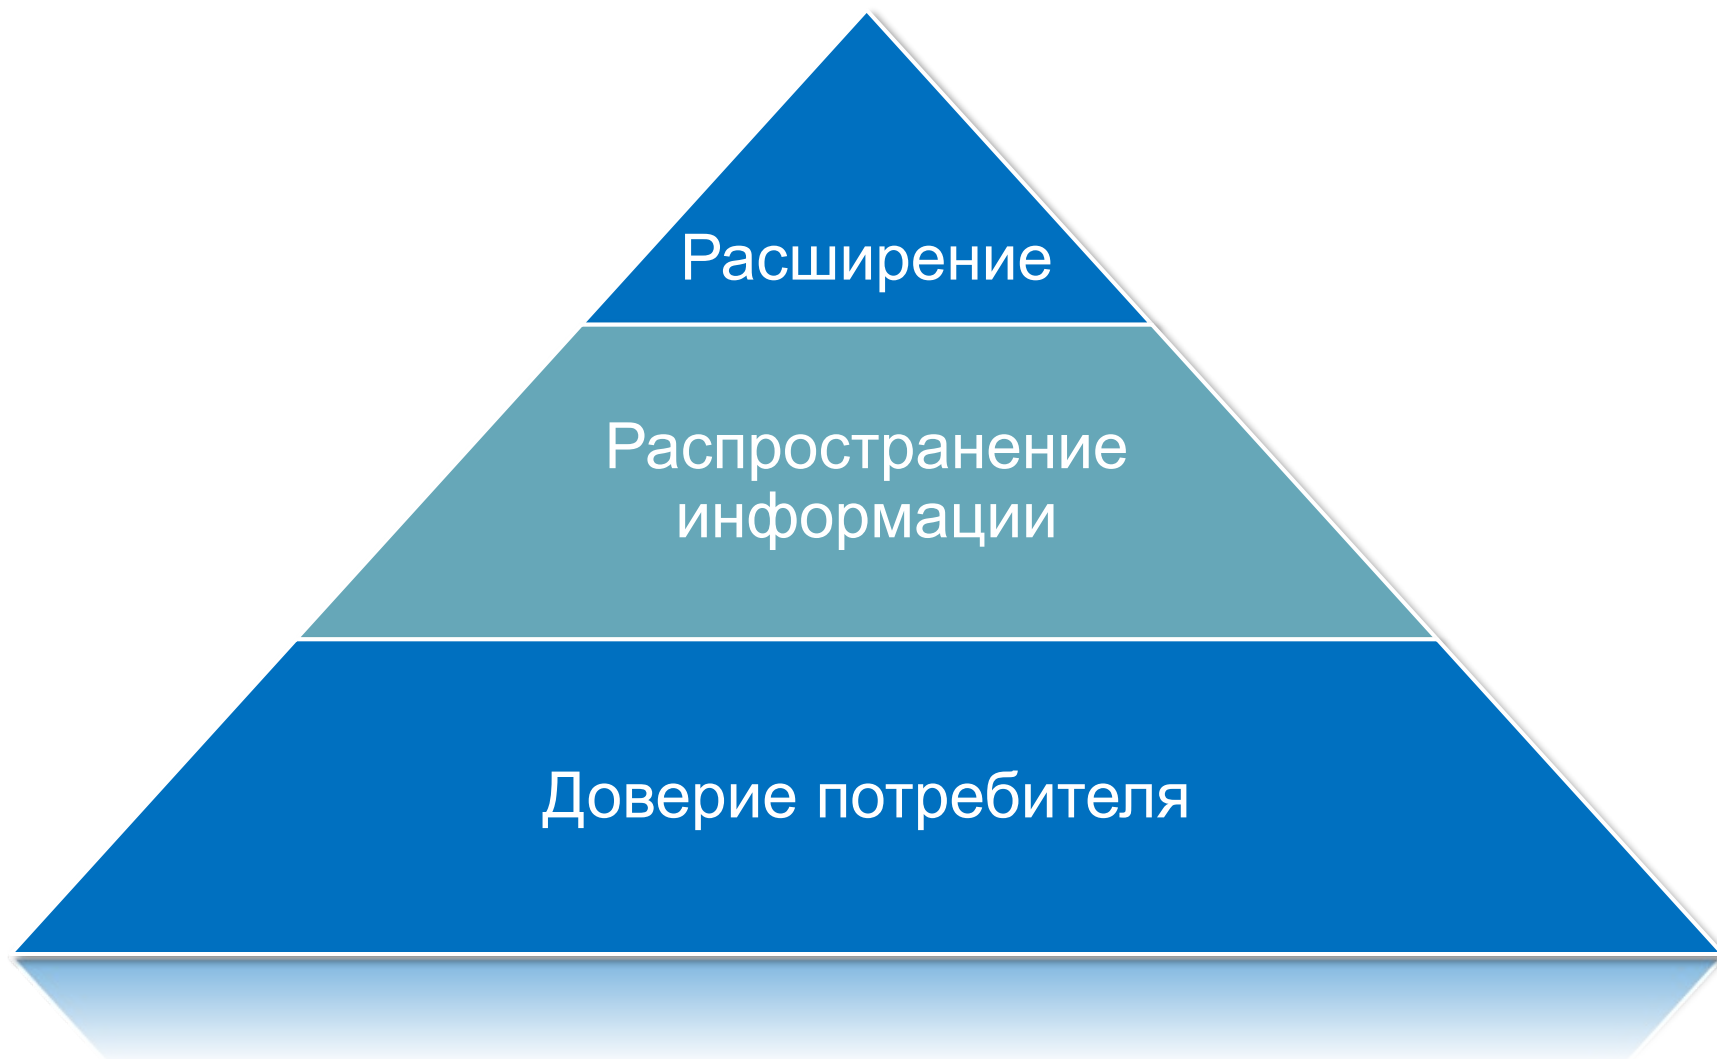 Расширение
Распространение
информации
Доверие потребителя